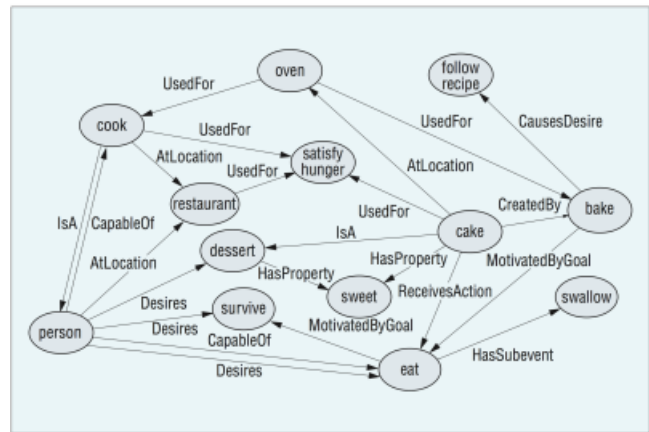 oven
follow
recipe
UsedFor
cook
UsedFor
UsedFor
CausesDesire
satisfy
hunger
AtLocation
AtLocation
UsedFor
restaurant
UsedFor
CreatedBy
bake
IsA
CapableOf
IsA
cake
dessert
AtLocation
HasProperty
HasProperty
MotivatedByGoal
sweet
ReceivesAction
swallow
Desires
survive
person
Desires
MotivatedByGoal
CapableOf
HasSubevent
Desires
eat